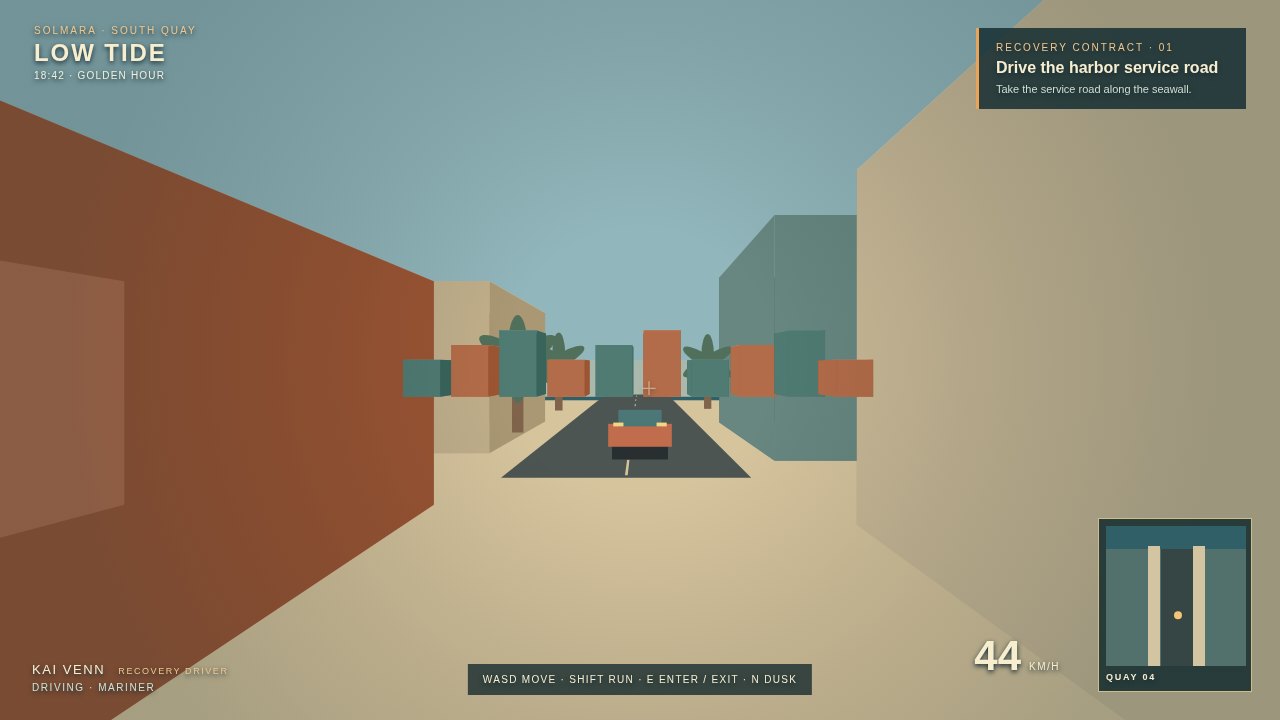 SOLMARA · SOUTH QUAY
LOW TIDE
18:42 · GOLDEN HOUR
RECOVERY CONTRACT · 01
Drive the harbor service road
Take the service road along the seawall.
KAI VENN RECOVERY DRIVER
DRIVING · MARINER
WASD MOVE · SHIFT RUN · E ENTER / EXIT · N DUSK
44 KM/H
QUAY 04